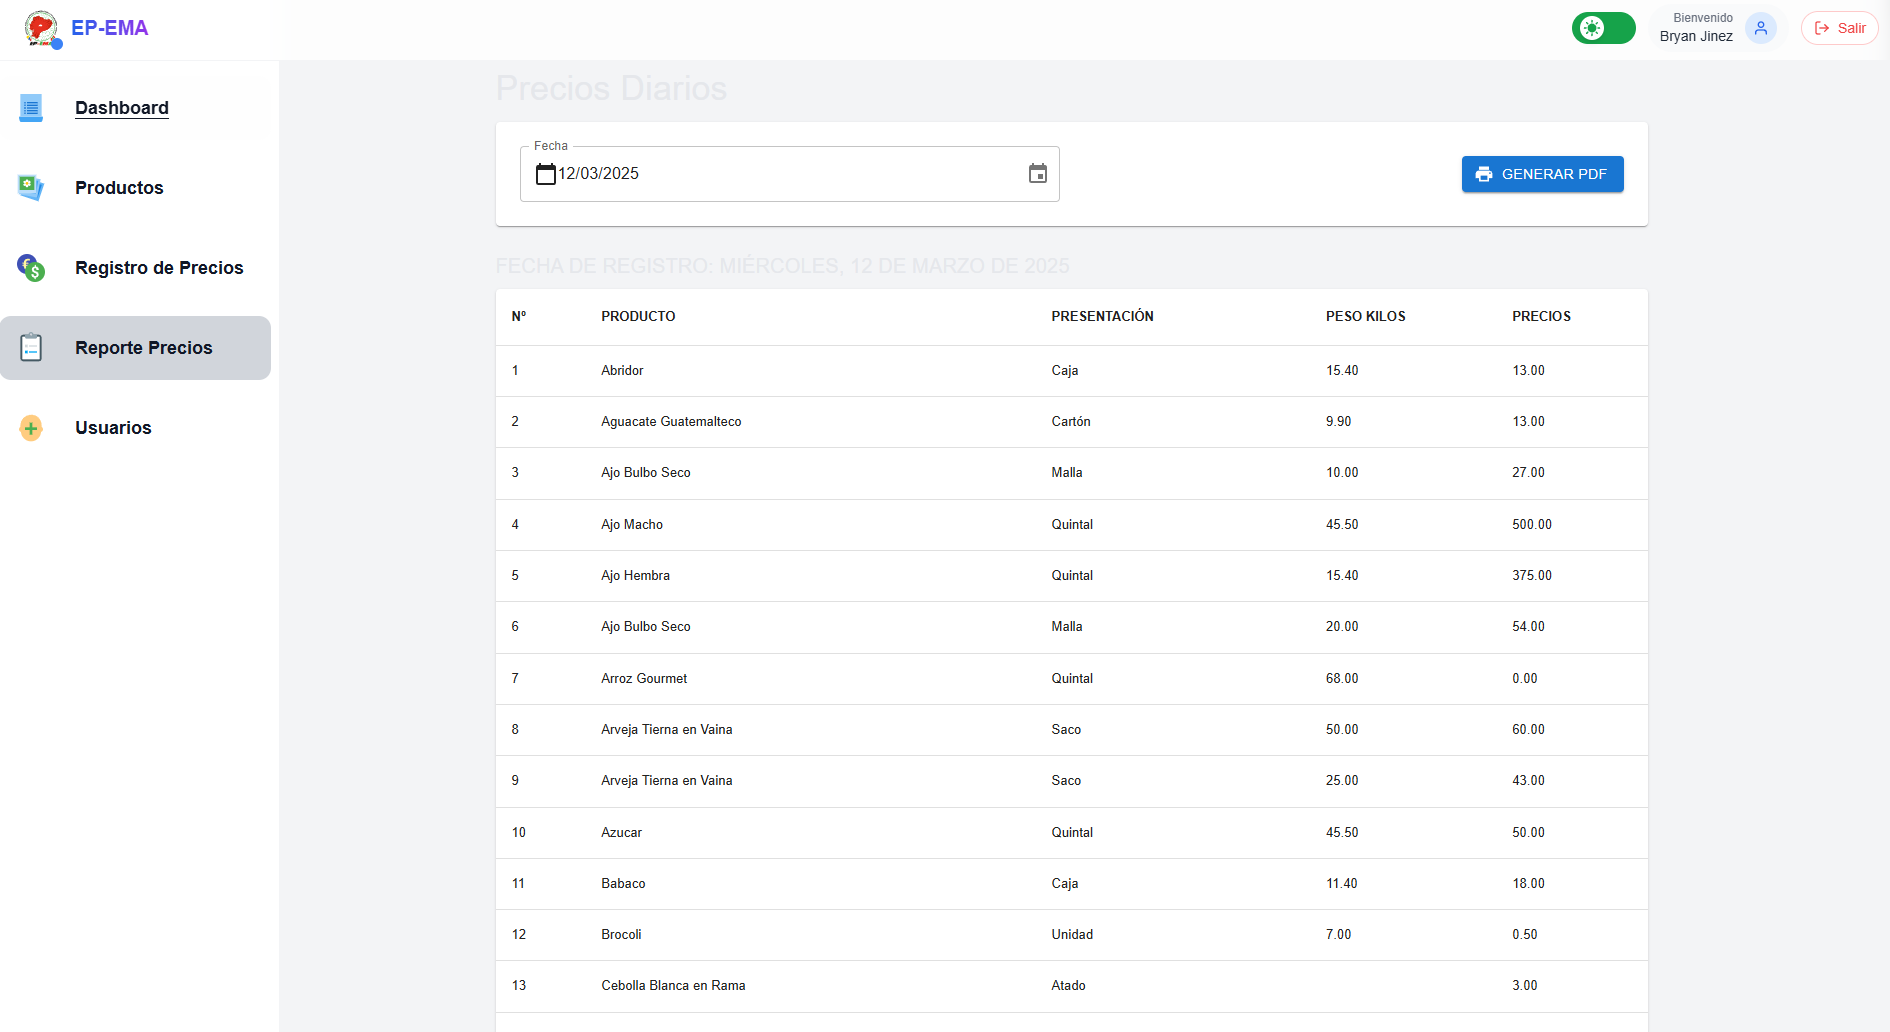 EP-EMA
Bienvenido
Bryan Jinez
Salir
Dashboard
Productos
Registro de Precios
Reporte Precios
Usuarios
Precios Diarios
Fecha
12/03/2025
GENERAR PDF
FECHA DE REGISTRO: MIÉRCOLES, 12 DE MARZO DE 2025
Nº PRODUCTO PRESENTACIÓN PESO KILOS PRECIOS
1 Abridor Caja 15.40 13.00
2 Aguacate Guatemalteco Cartón 9.90 13.00
3 Ajo Bulbo Seco Malla 10.00 27.00
4 Ajo Macho Quintal 45.50 500.00
5 Ajo Hembra Quintal 15.40 375.00
6 Ajo Bulbo Seco Malla 20.00 54.00
7 Arroz Gourmet Quintal 68.00 0.00
8 Arveja Tierna en Vaina Saco 50.00 60.00
9 Arveja Tierna en Vaina Saco 25.00 43.00
10 Azucar Quintal 45.50 50.00
11 Babaco Caja 11.40 18.00
12 Brocoli Unidad 7.00 0.50
13 Cebolla Blanca en Rama Atado 3.00